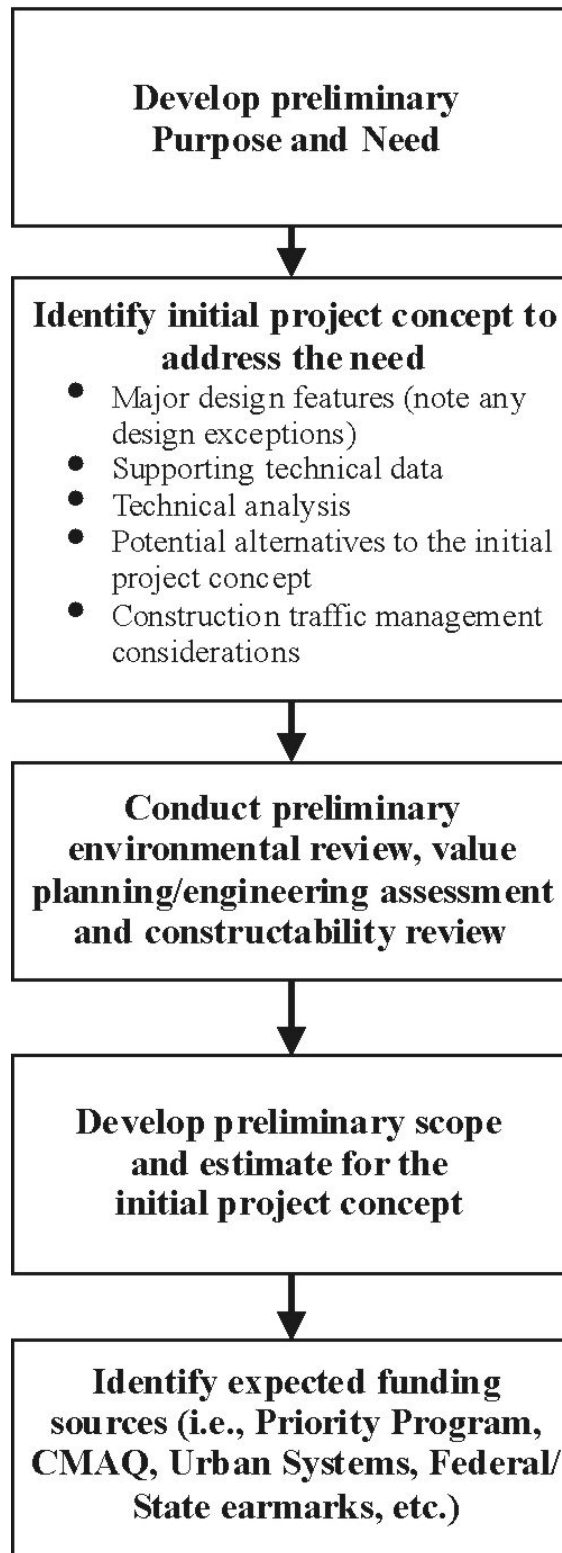 Develop preliminary
Purpose and Need
Identify initial project concept to
address the need
• Major design features (note any
design exceptions)
• Supporting technical data
• Technical analysis
• Potential alternatives to the initial
project concept
• Construction traffic management
considerations
Conduct preliminary
environmental review, value
planning/engineering assessment
and constructability review
Develop preliminary scope
and estimate for the
initial project concept
Identify expected funding
sources (i.e., Priority Program,
CMAQ, Urban Systems, Federal/
State earmarks, etc.)